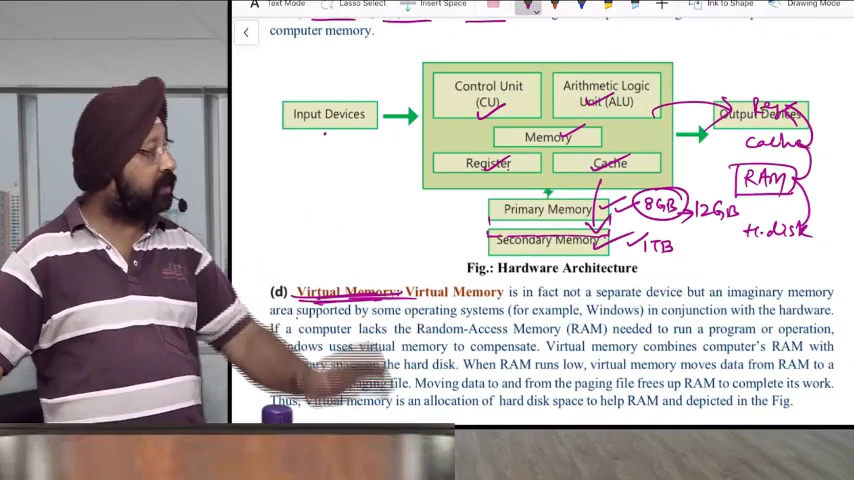 Text Mode Lasso Select Insert Space Ink to Shape Drawing Mode
computer memory.
Control Unit
(CU)
Arithmetic Logic
Unit (ALU)
Input Devices
Output Devices
Memory
Register
Cache
Primary Memory
Secondary Memory
Cache
RAM
H.disk
8GB
12GB
1TB
Fig.: Hardware Architecture
(d) Virtual Memory: Virtual Memory is in fact not a separate device but an imaginary memory
area supported by some operating systems (for example, Windows) in conjunction with the hardware.
If a computer lacks the Random-Access Memory (RAM) needed to run a program or operation,
Windows uses virtual memory to compensate. Virtual memory combines computer's RAM with
space on the hard disk. When RAM runs low, virtual memory moves data from RAM to a
paging file. Moving data to and from the paging file frees up RAM to complete its work.
Thus, Virtual memory is an allocation of hard disk space to help RAM and depicted in the Fig.